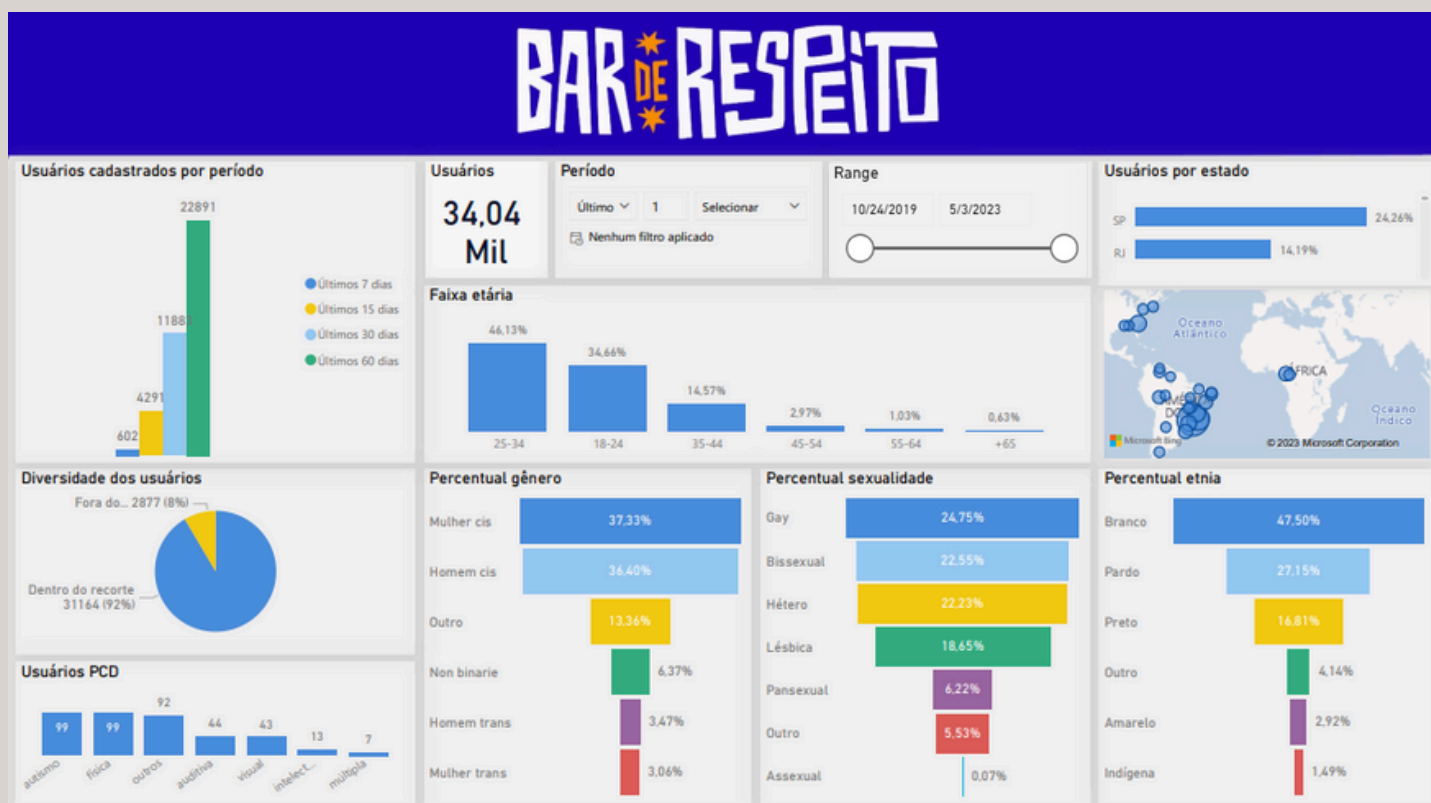 BAR DE RESPEITO
Usuários cadastrados por período
22891
11883
4291
602
Últimos 7 dias
Últimos 15 dias
Últimos 30 dias
Últimos 60 dias
Usuários
34,04
Mil
Período
Último
1
Selecionar
Nenhum filtro aplicado
Range
10/24/2019
5/3/2023
Usuários por estado
SP
24,26%
RJ
14,19%
Faixa etária
46,13%
34,66%
14,57%
2,97%
1,03%
0,63%
25-34
18-24
35-44
45-54
55-64
+65
Oceano
Atlântico
ÁFRICA
Oceano
Índico
Microsoft Bing
© 2023 Microsoft Corporation
Diversidade dos usuários
Fora do... 2877 (8%)
Dentro do recorte
31164 (92%)
Usuários PCD
99
99
92
44
43
13
7
autismo
física
outros
auditiva
visual
intelect...
múltipla
Percentual gênero
Mulher cis
37,33%
Homem cis
36,40%
Outro
13,36%
Non binarie
6,37%
Homem trans
3,47%
Mulher trans
3,06%
Percentual sexualidade
Gay
24,75%
Bissexual
22,55%
Hétero
22,23%
Lésbica
18,65%
Pansexual
6,22%
Outro
5,53%
Assexual
0,07%
Percentual etnia
Branco
47,50%
Pardo
27,15%
Preto
16,81%
Outro
4,14%
Amarelo
2,92%
Indígena
1,49%